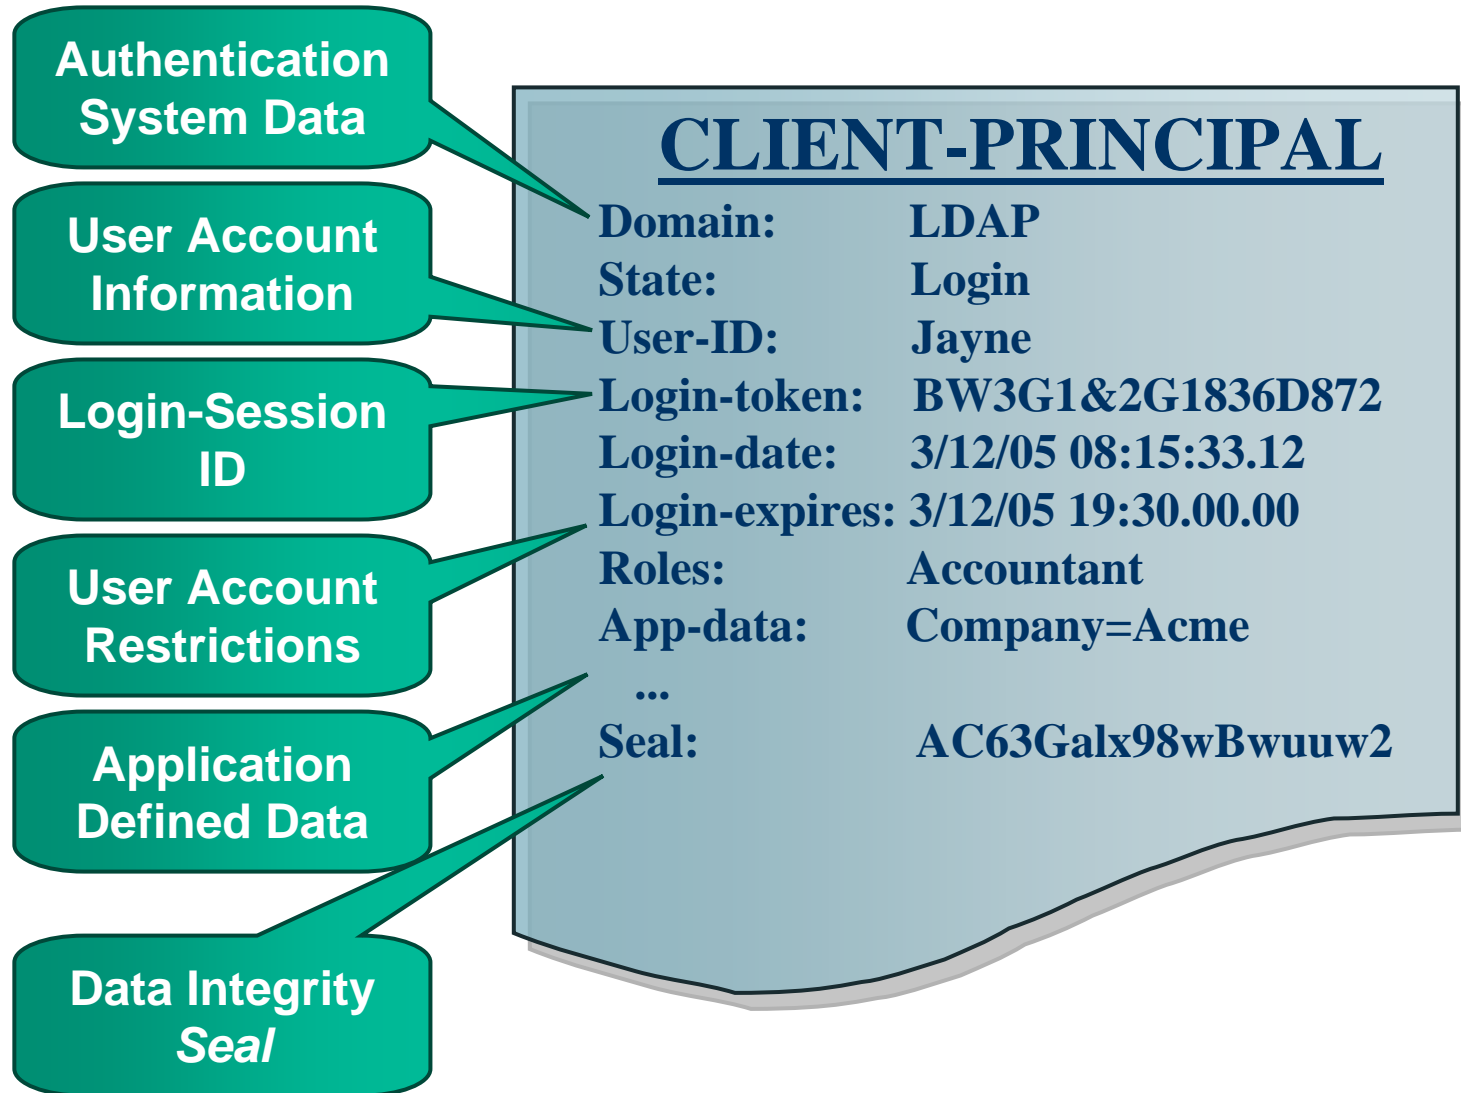 Authentication
System Data
User Account
Information
Login-Session
ID
User Account
Restrictions
Application
Defined Data
Data Integrity
Seal
CLIENT-PRINCIPAL
Domain: LDAP
State: Login
User-ID: Jayne
Login-token: BW3G1&2G1836D872
Login-date: 3/12/05 08:15:33.12
Login-expires: 3/12/05 19:30.00.00
Roles: Accountant
App-data: Company=Acme
...
Seal: AC63Galx98wBwuuw2